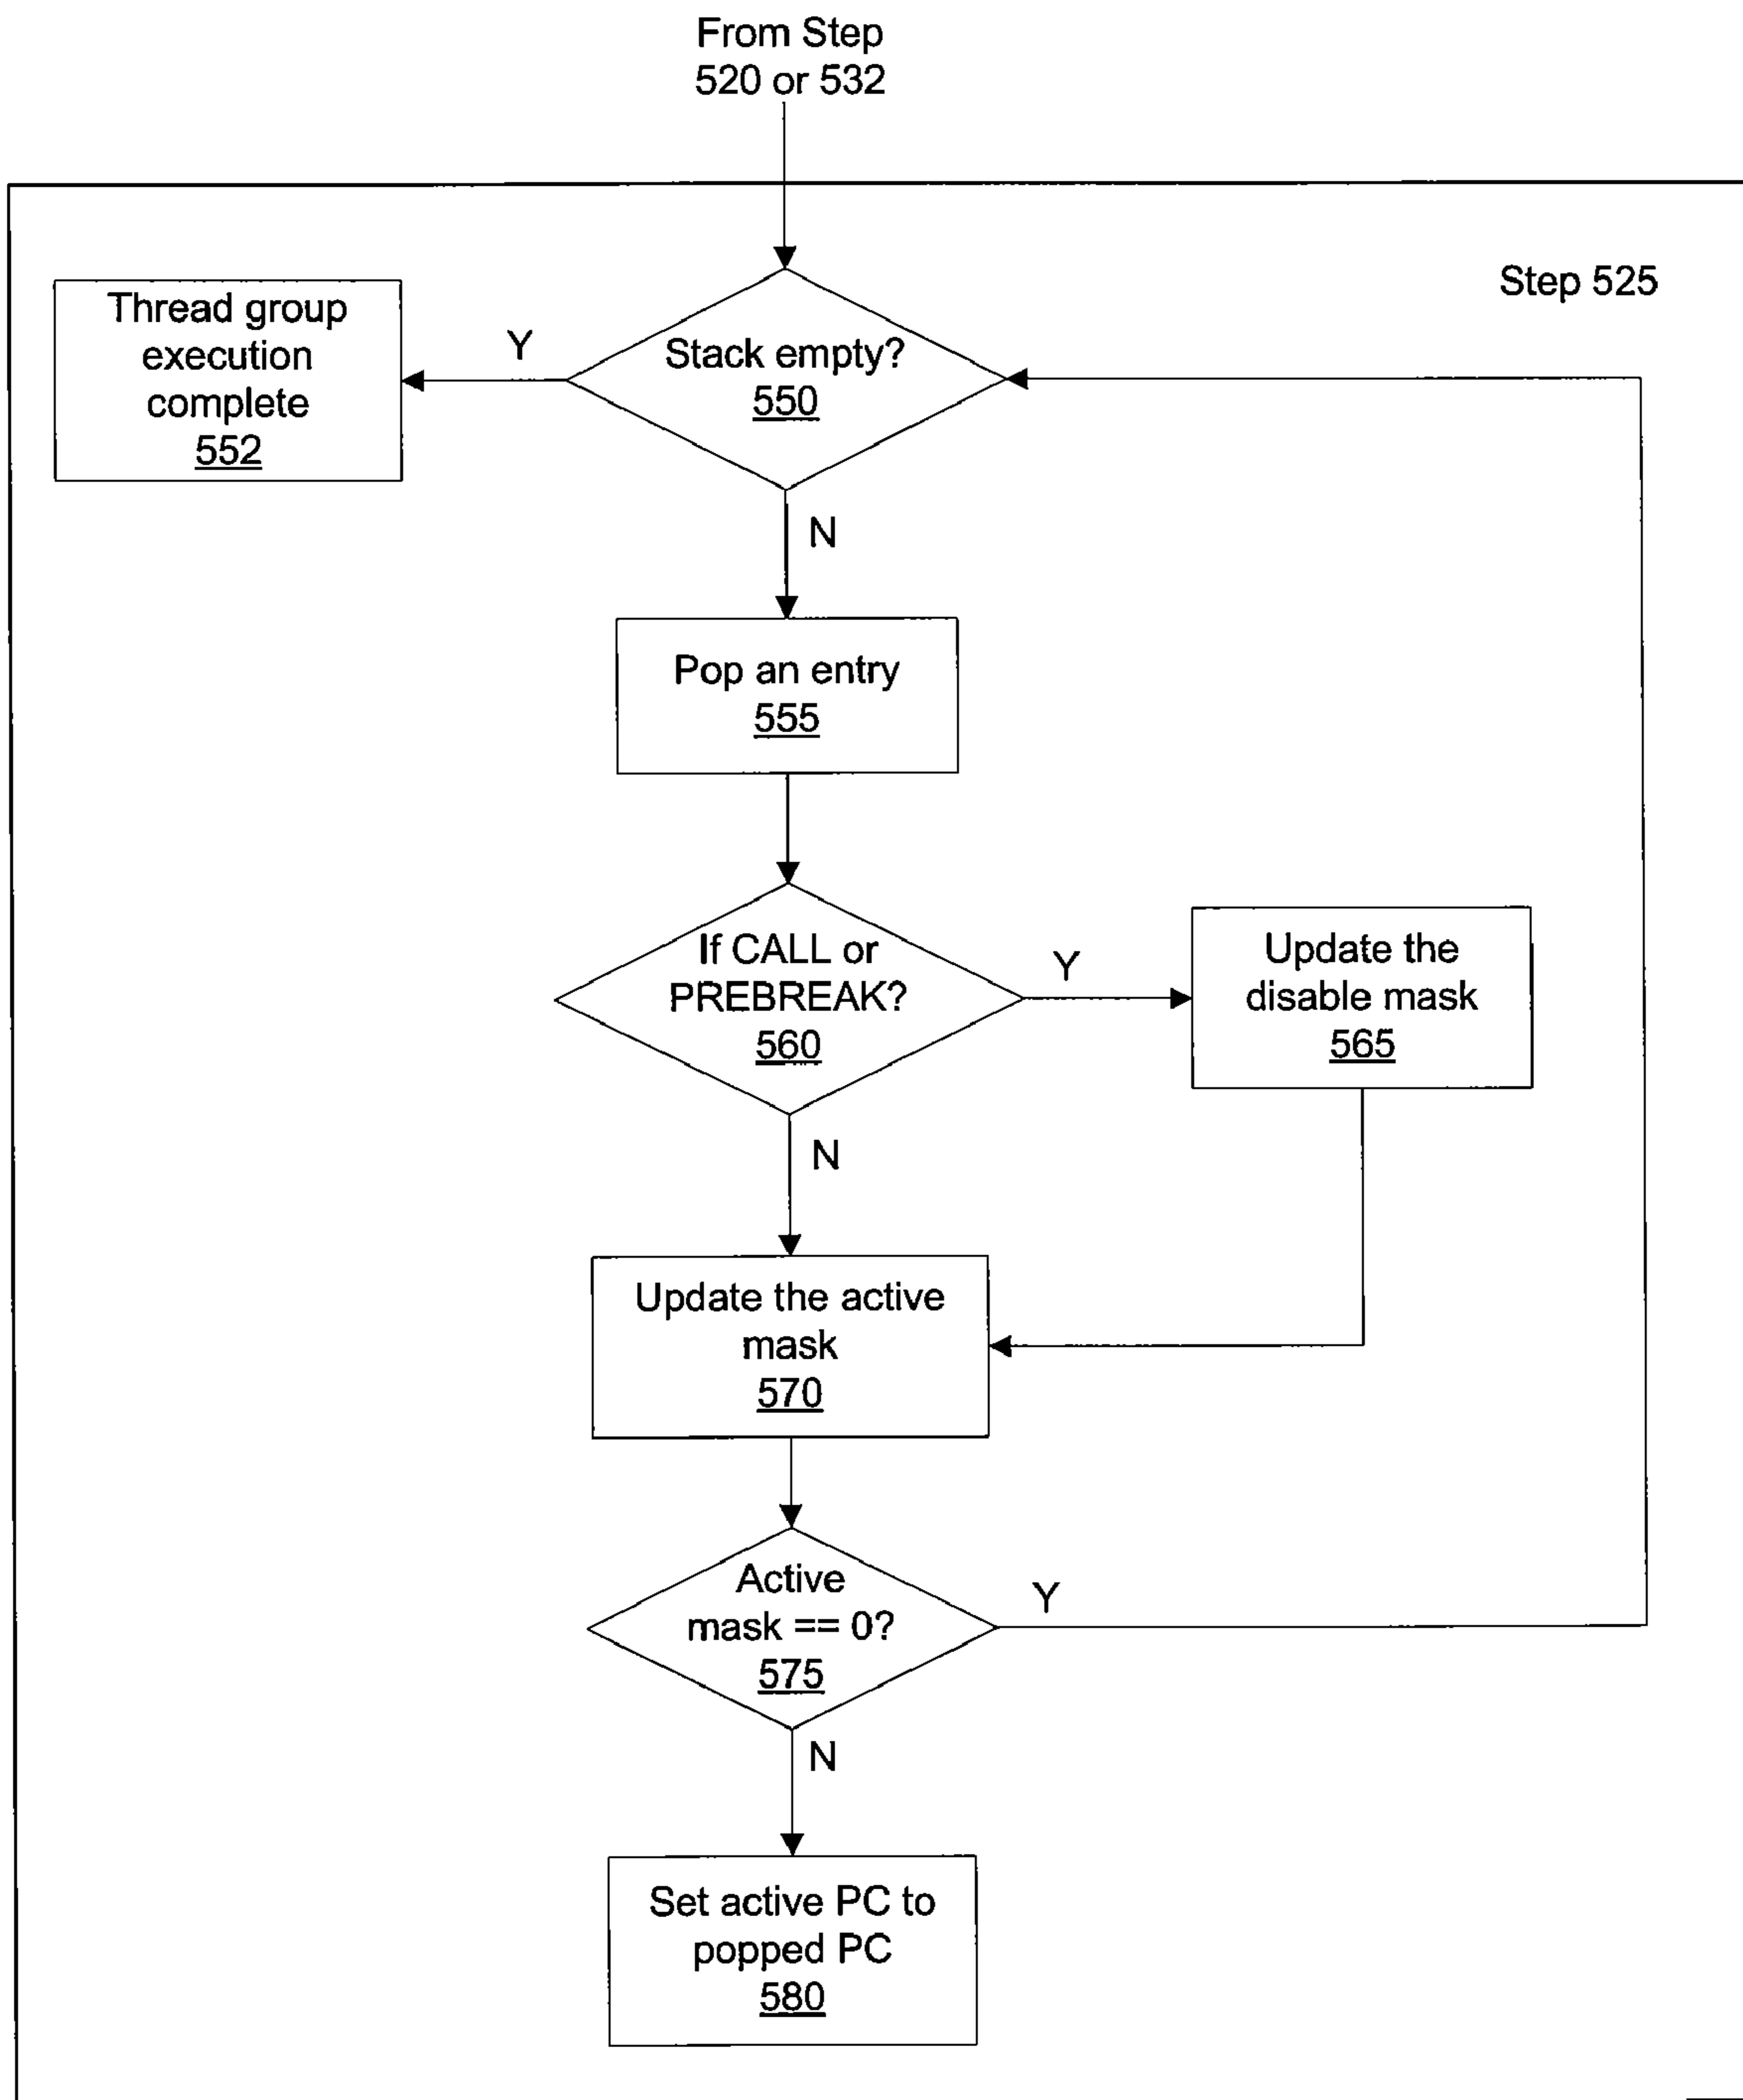 From Step
520 or 532
Step 525
Thread group
execution
complete
552
Y
Stack empty?
550
N
Pop an entry
555
If CALL or
PREBREAK?
560
Y
Update the
disable mask
565
N
Update the active
mask
570
Active
mask == 0?
575
Y
N
Set active PC to
popped PC
580